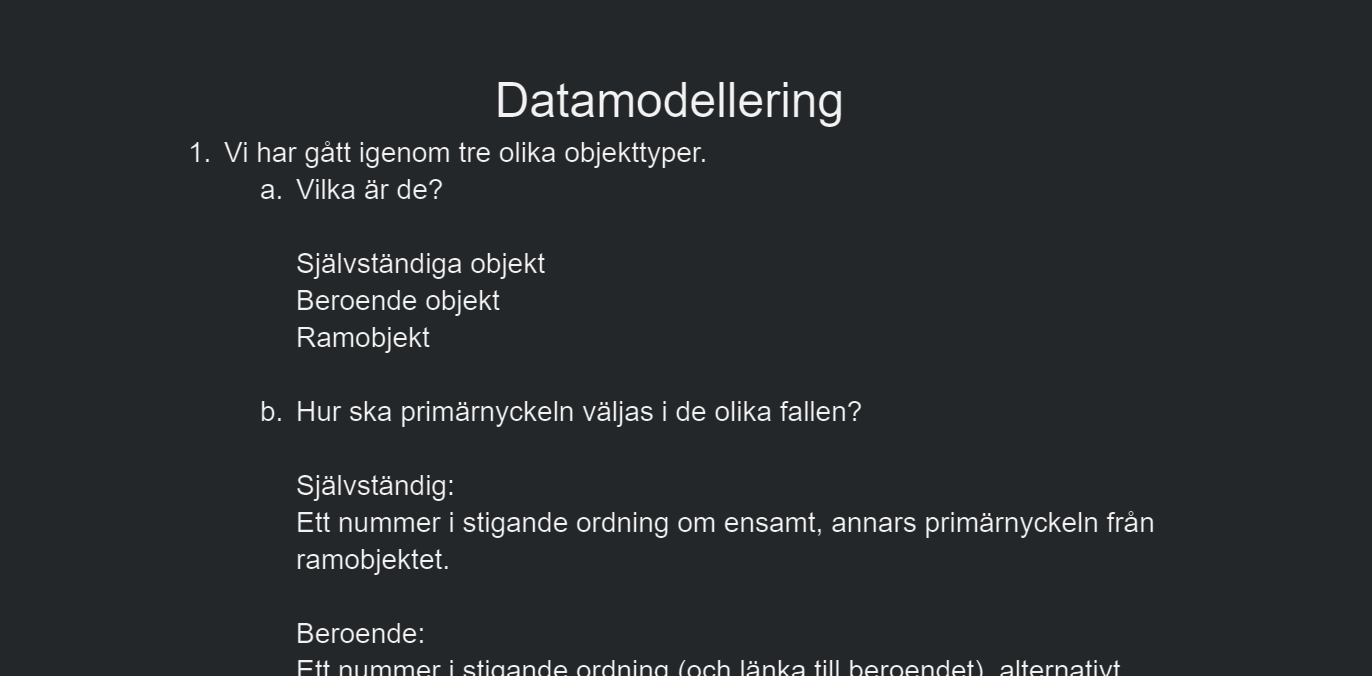 Datamodellering
1. Vi har gått igenom tre olika objekttyper.
a. Vilka är de?
Självständiga objekt
Beroende objekt
Ramobjekt
b. Hur ska primärnyckeln väljas i de olika fallen?
Självständig:
Ett nummer i stigande ordning om ensamt, annars primärnyckeln från
ramobjektet.
Beroende:
Ett nummer i stigande ordning (och länka till beroendet), alternativt